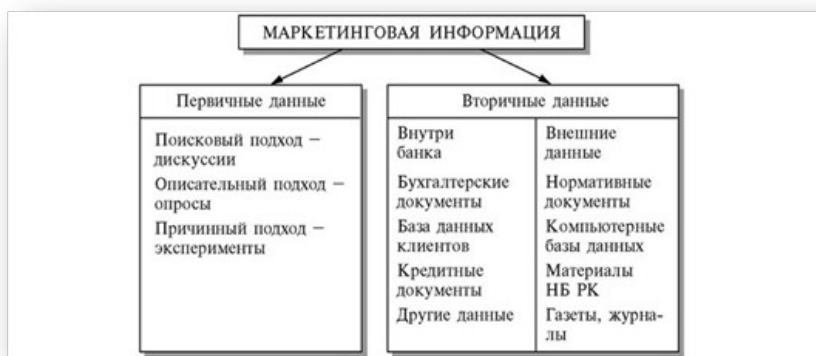 МАРКЕТИНГОВАЯ ИНФОРМАЦИЯ
Первичные данные
Поисковый подход –
дискуссии
Описательный подход –
опросы
Причинный подход –
эксперименты
Вторичные данные
Внутри
банка
Бухгалтерские
документы
База данных
клиентов
Кредитные
документы
Другие данные
Внешние
данные
Нормативные
документы
Компьютерные
базы данных
Материалы
НБ РК
Газеты, журна-
лы